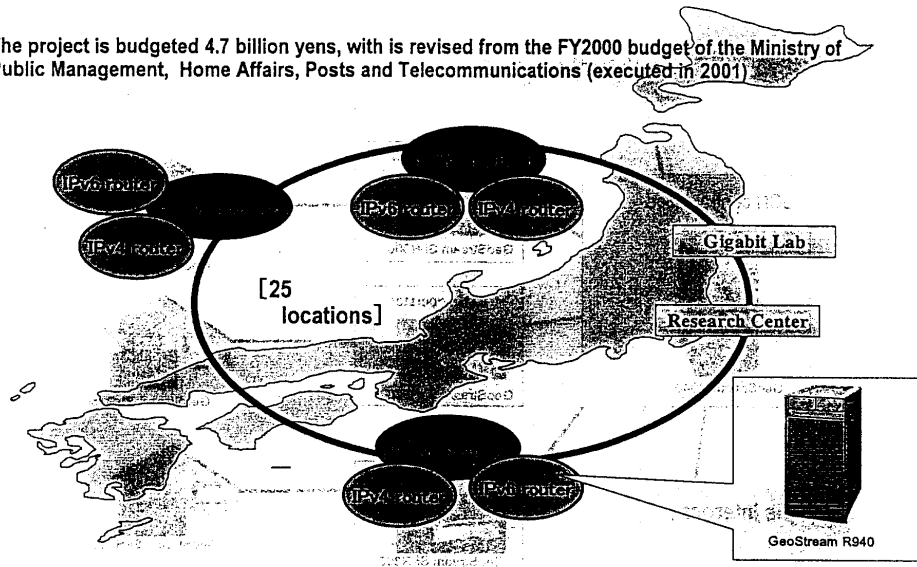 he project is budgeted 4.7 billion yens, with is revised from the FY2000 budget of the Ministry of
ublic Management, Home Affairs, Posts and Telecommunications (executed in 2001)
IPv6 router
IPv4 router
IPv6 router
IPv4 router
Gigabit Lab
[25
locations]
Research Center
IPv4 router
IPv6 router
GeoStream R940